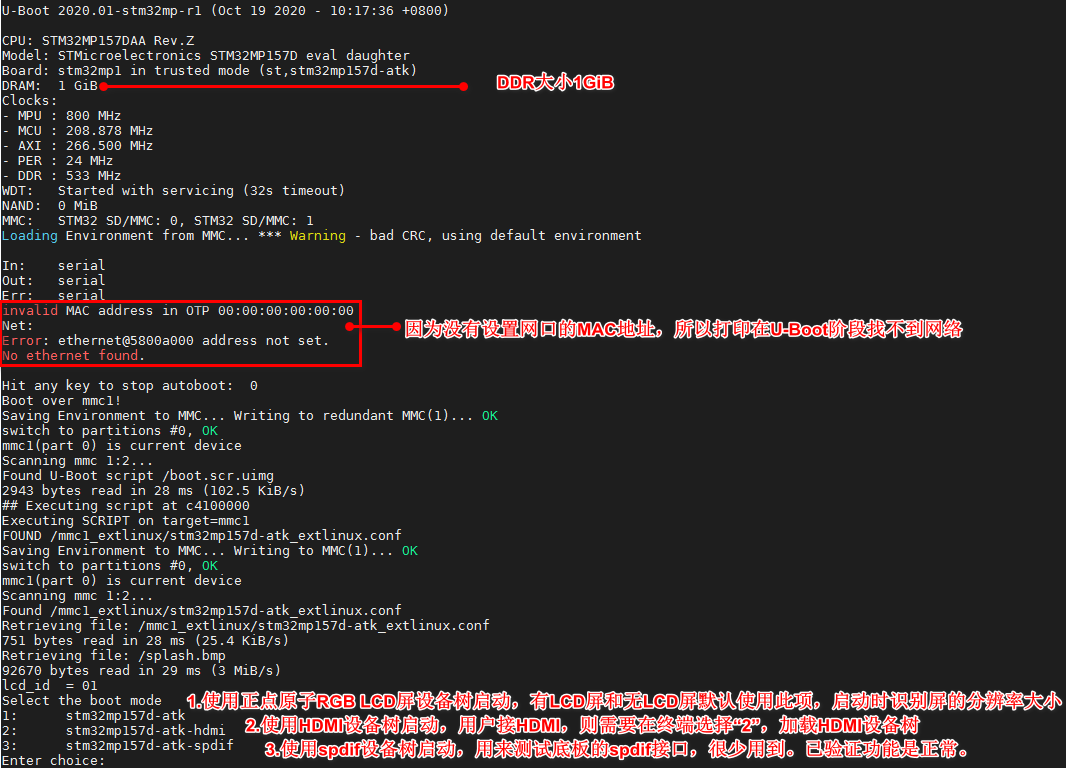 U-Boot 2020.01-stm32mp-r1 (Oct 19 2020 - 10:17:36 +0800)
CPU: STM32MP157DAA Rev.Z
Model: STMicroelectronics STM32MP157D eval daughter
Board: stm32mp1 in trusted mode (st,stm32mp157d-atk)
DRAM:  1 GiB
DDR大小1GiB
Clocks:
- MPU : 800 MHz
- MCU : 208.878 MHz
- AXI : 266.500 MHz
- PER : 24 MHz
- DDR : 533 MHz
WDT:   Started with servicing (32s timeout)
NAND:  0 MiB
MMC:   STM32 SD/MMC: 0, STM32 SD/MMC: 1
Loading Environment from MMC... *** Warning - bad CRC, using default environment
In:    serial
Out:   serial
Err:   serial
invalid MAC address in OTP 00:00:00:00:00:00
Net:
Error: ethernet@5800a000 address not set.
No ethernet found.
因为没有设置网口的MAC地址，所以打印在U-Boot阶段找不到网络
Hit any key to stop autoboot:  0
Boot over mmc1!
Saving Environment to MMC... Writing to redundant MMC(1)... OK
switch to partitions #0, OK
mmc1(part 0) is current device
Scanning mmc 1:2...
Found U-Boot script /boot.scr.uimg
2943 bytes read in 28 ms (102.5 KiB/s)
## Executing script at c4100000
Executing SCRIPT on target=mmc1
FOUND /mmc1_extlinux/stm32mp157d-atk_extlinux.conf
Saving Environment to MMC... Writing to MMC(1)... OK
switch to partitions #0, OK
mmc1(part 0) is current device
Scanning mmc 1:2...
Found /mmc1_extlinux/stm32mp157d-atk_extlinux.conf
Retrieving file: /mmc1_extlinux/stm32mp157d-atk_extlinux.conf
751 bytes read in 28 ms (25.4 KiB/s)
Retrieving file: /splash.bmp
92670 bytes read in 29 ms (3 MiB/s)
lcd_id  = 01
Select the boot mode
1:      stm32mp157d-atk
2:      stm32mp157d-atk-hdmi
3:      stm32mp157d-atk-spdif
Enter choice:
1.使用正点原子RGB LCD屏设备树启动，有LCD屏和无LCD屏默认使用此项，启动时识别屏的分辨率大小
2.使用HDMI设备树启动，用户接HDMI，则需要在终端选择“2”，加载HDMI设备树
3.使用spdif设备树启动，用来测试底板的spdif接口，很少用到。已验证功能是正常。